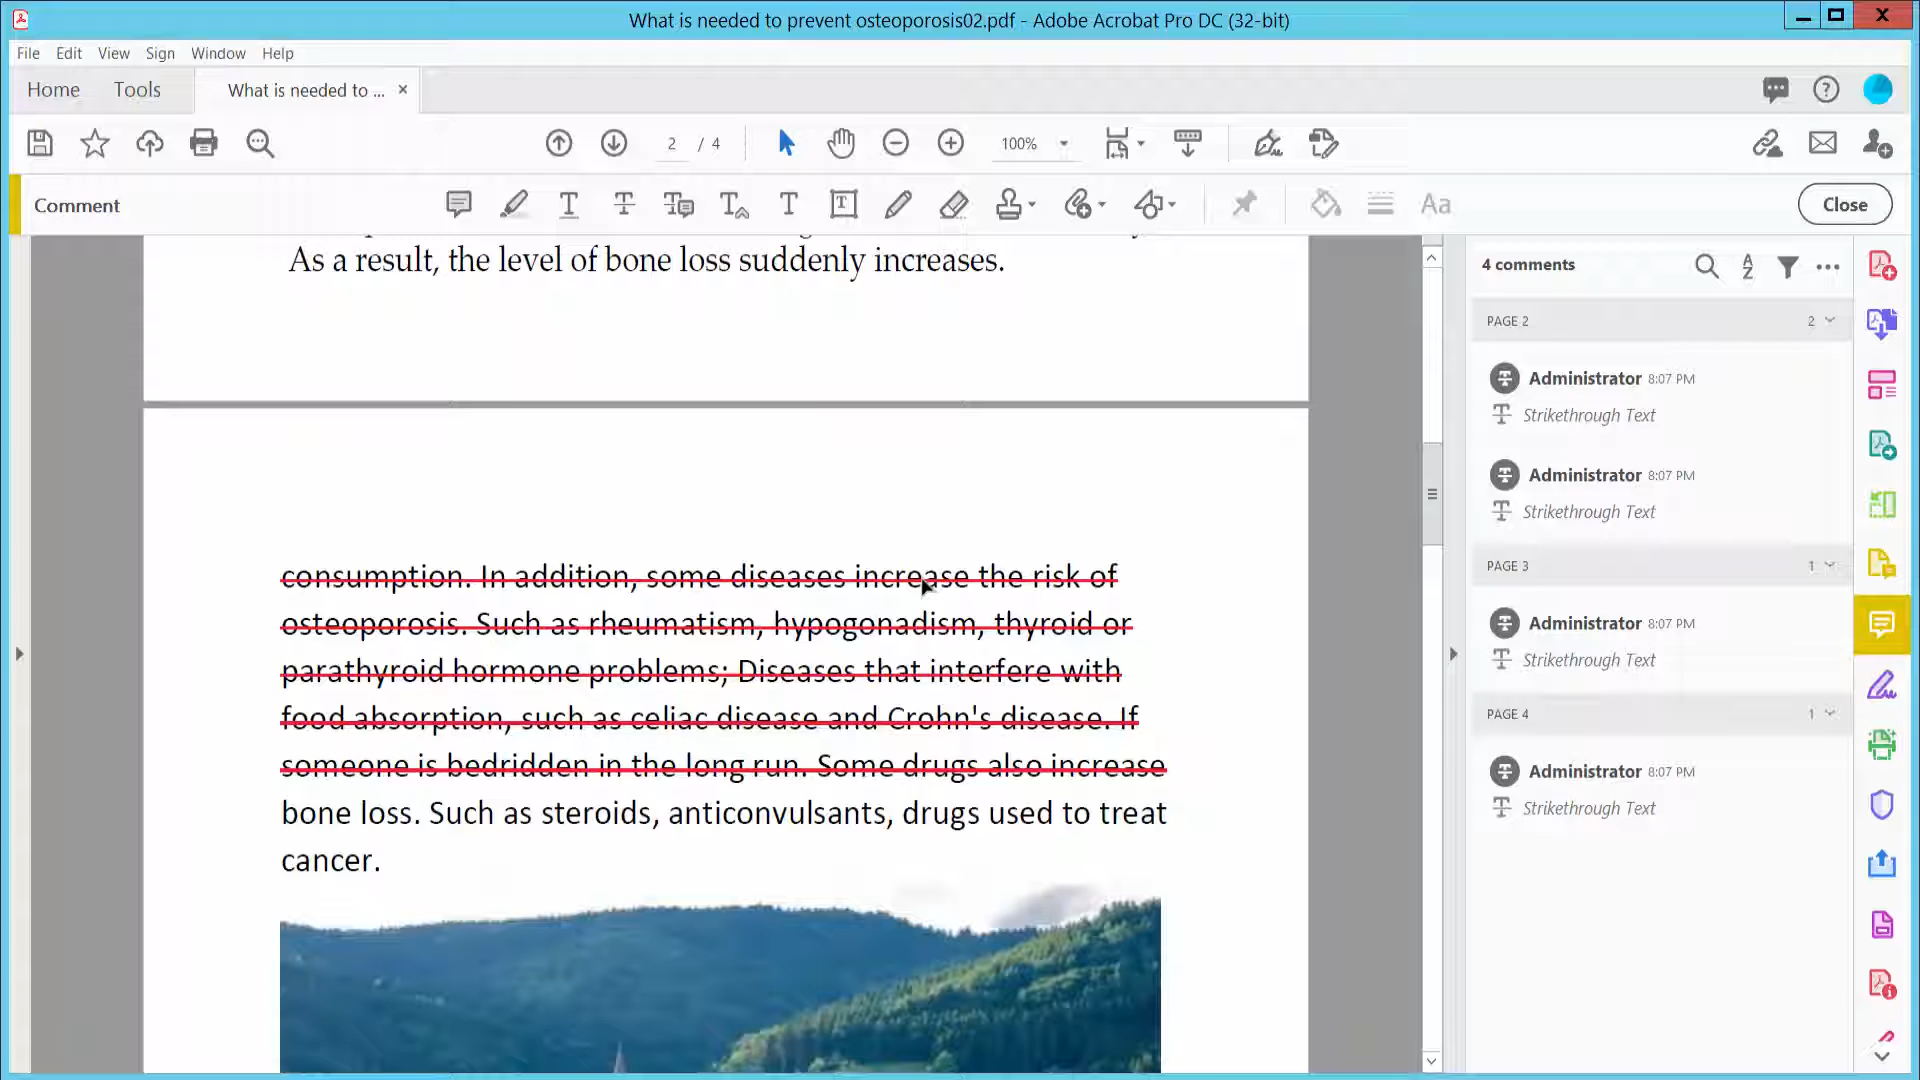 What is needed to prevent osteoporosis02.pdf - Adobe Acrobat Pro DC (32-bit)
File Edit View Sign Window Help
Home Tools What is needed to ... ×
2 / 4 100%
Comment
Close
As a result, the level of bone loss suddenly increases.
consumption. In addition, some diseases increase the risk of
osteoporosis. Such as rheumatism, hypogonadism, thyroid or
parathyroid hormone problems; Diseases that interfere with
food absorption, such as celiac disease and Crohn's disease. If
someone is bedridden in the long run. Some drugs also increase
bone loss. Such as steroids, anticonvulsants, drugs used to treat
cancer.
4 comments
PAGE 2 2
Administrator 8:07 PM
Strikethrough Text
Administrator 8:07 PM
Strikethrough Text
PAGE 3 1
Administrator 8:07 PM
Strikethrough Text
PAGE 4 1
Administrator 8:07 PM
Strikethrough Text